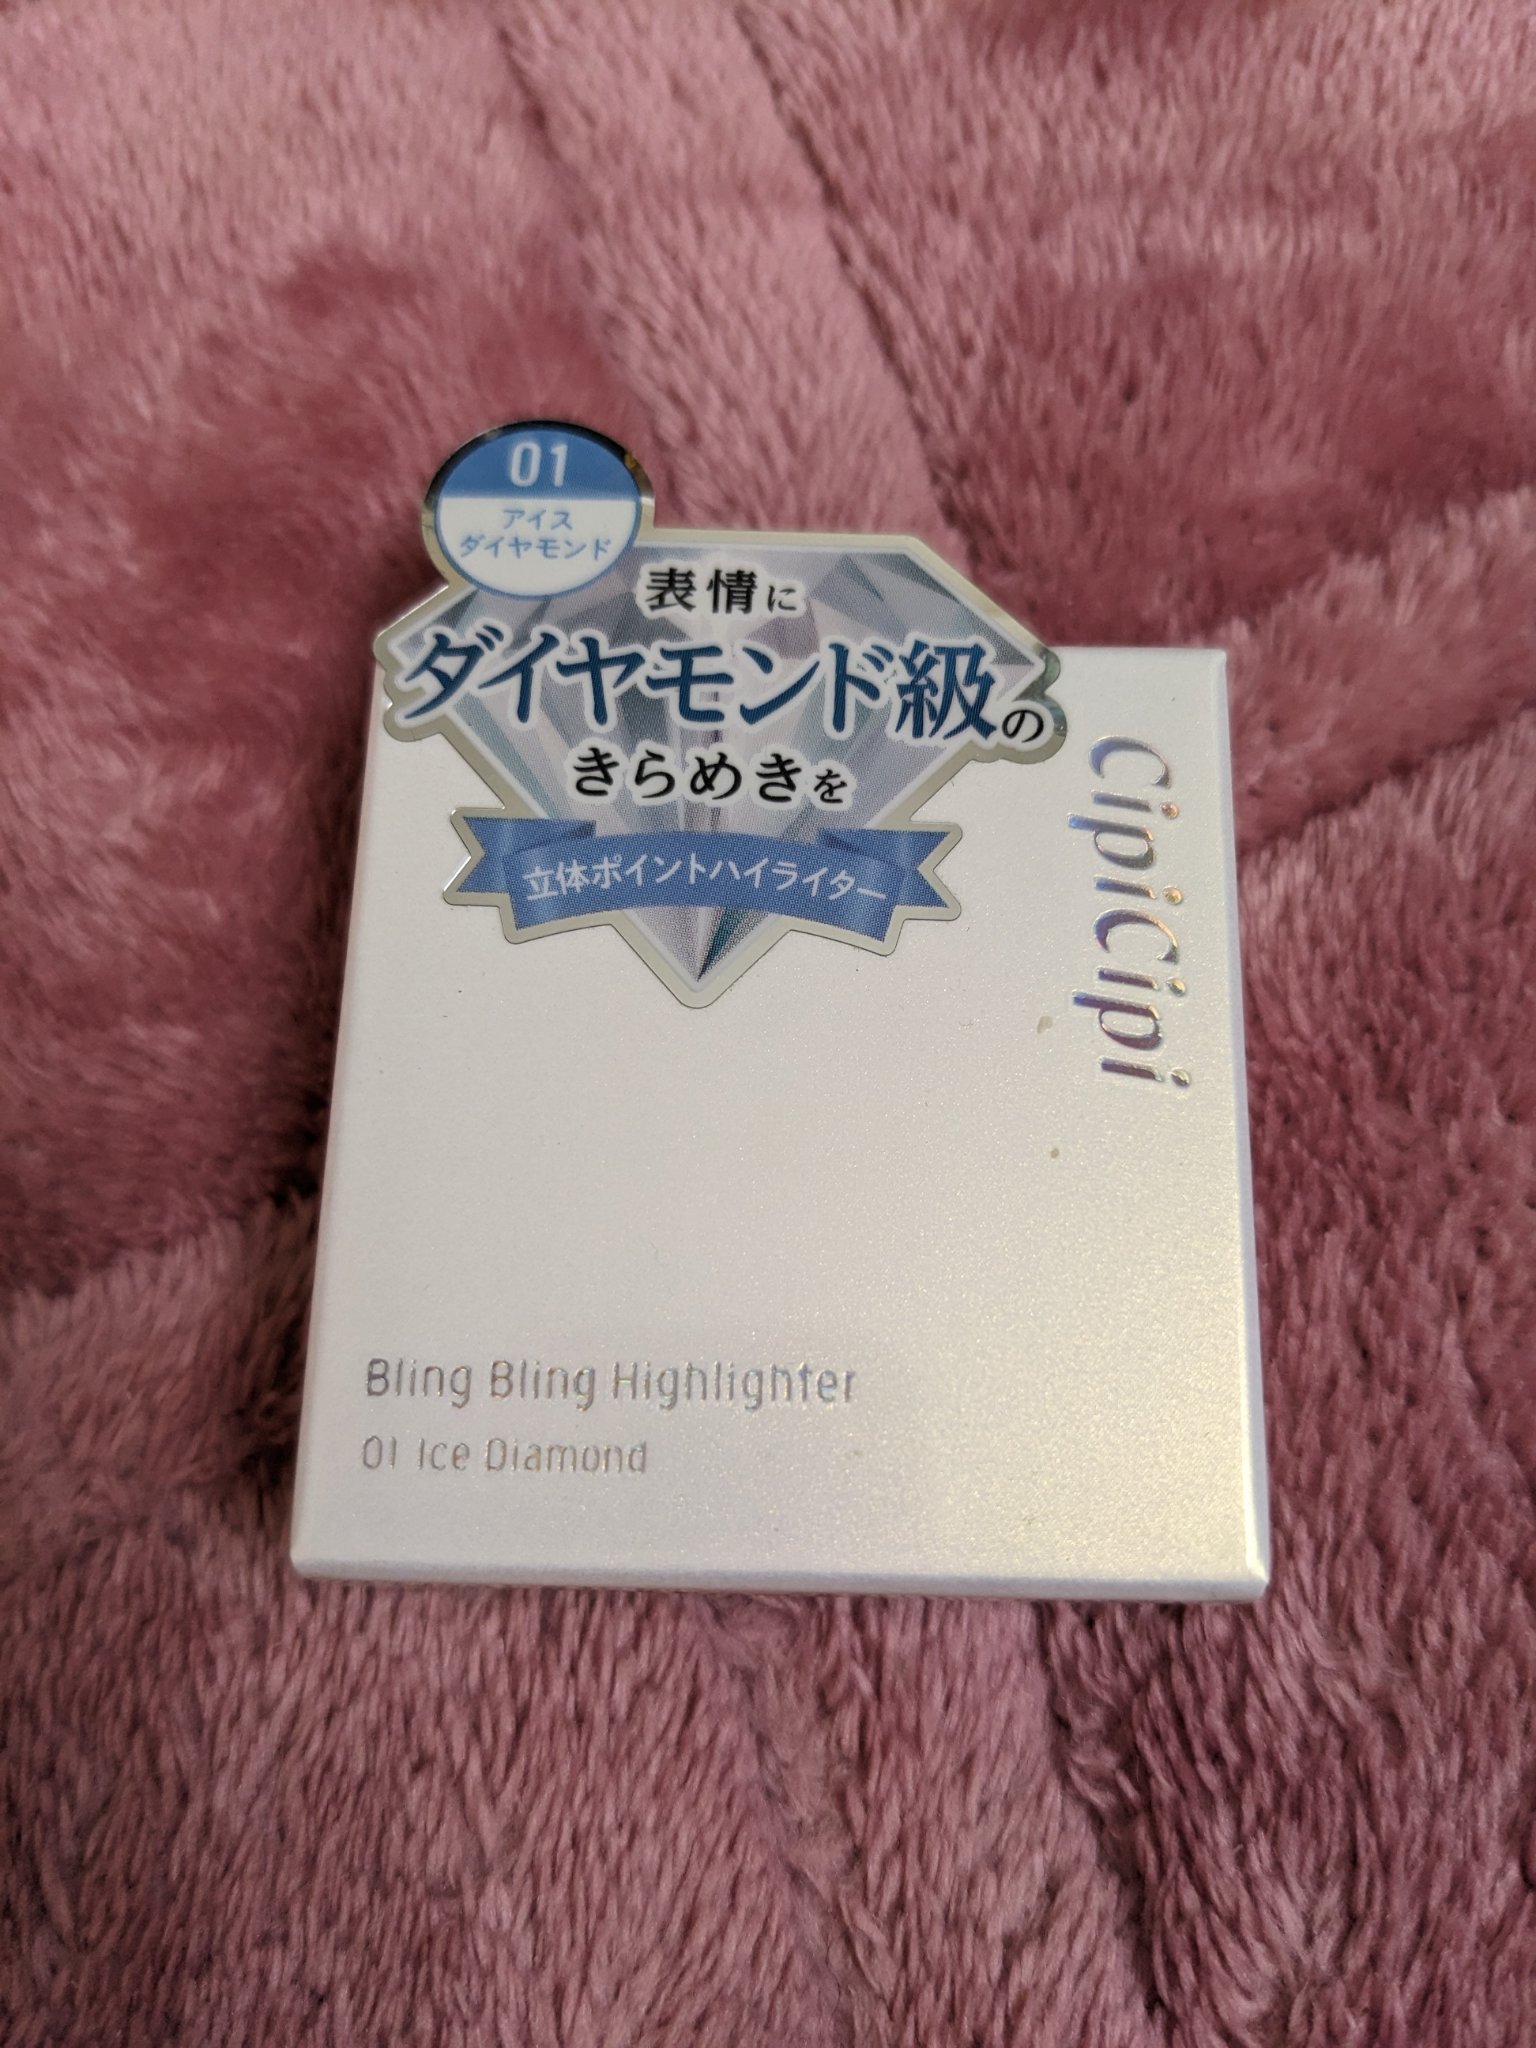 01
アイス
ダイヤモンド
表情に
ダイヤモンド級の
きらめきを
立体ポイントハイライター
CipiCipi
Bling Bling Highlighter
01 Ice Diamond